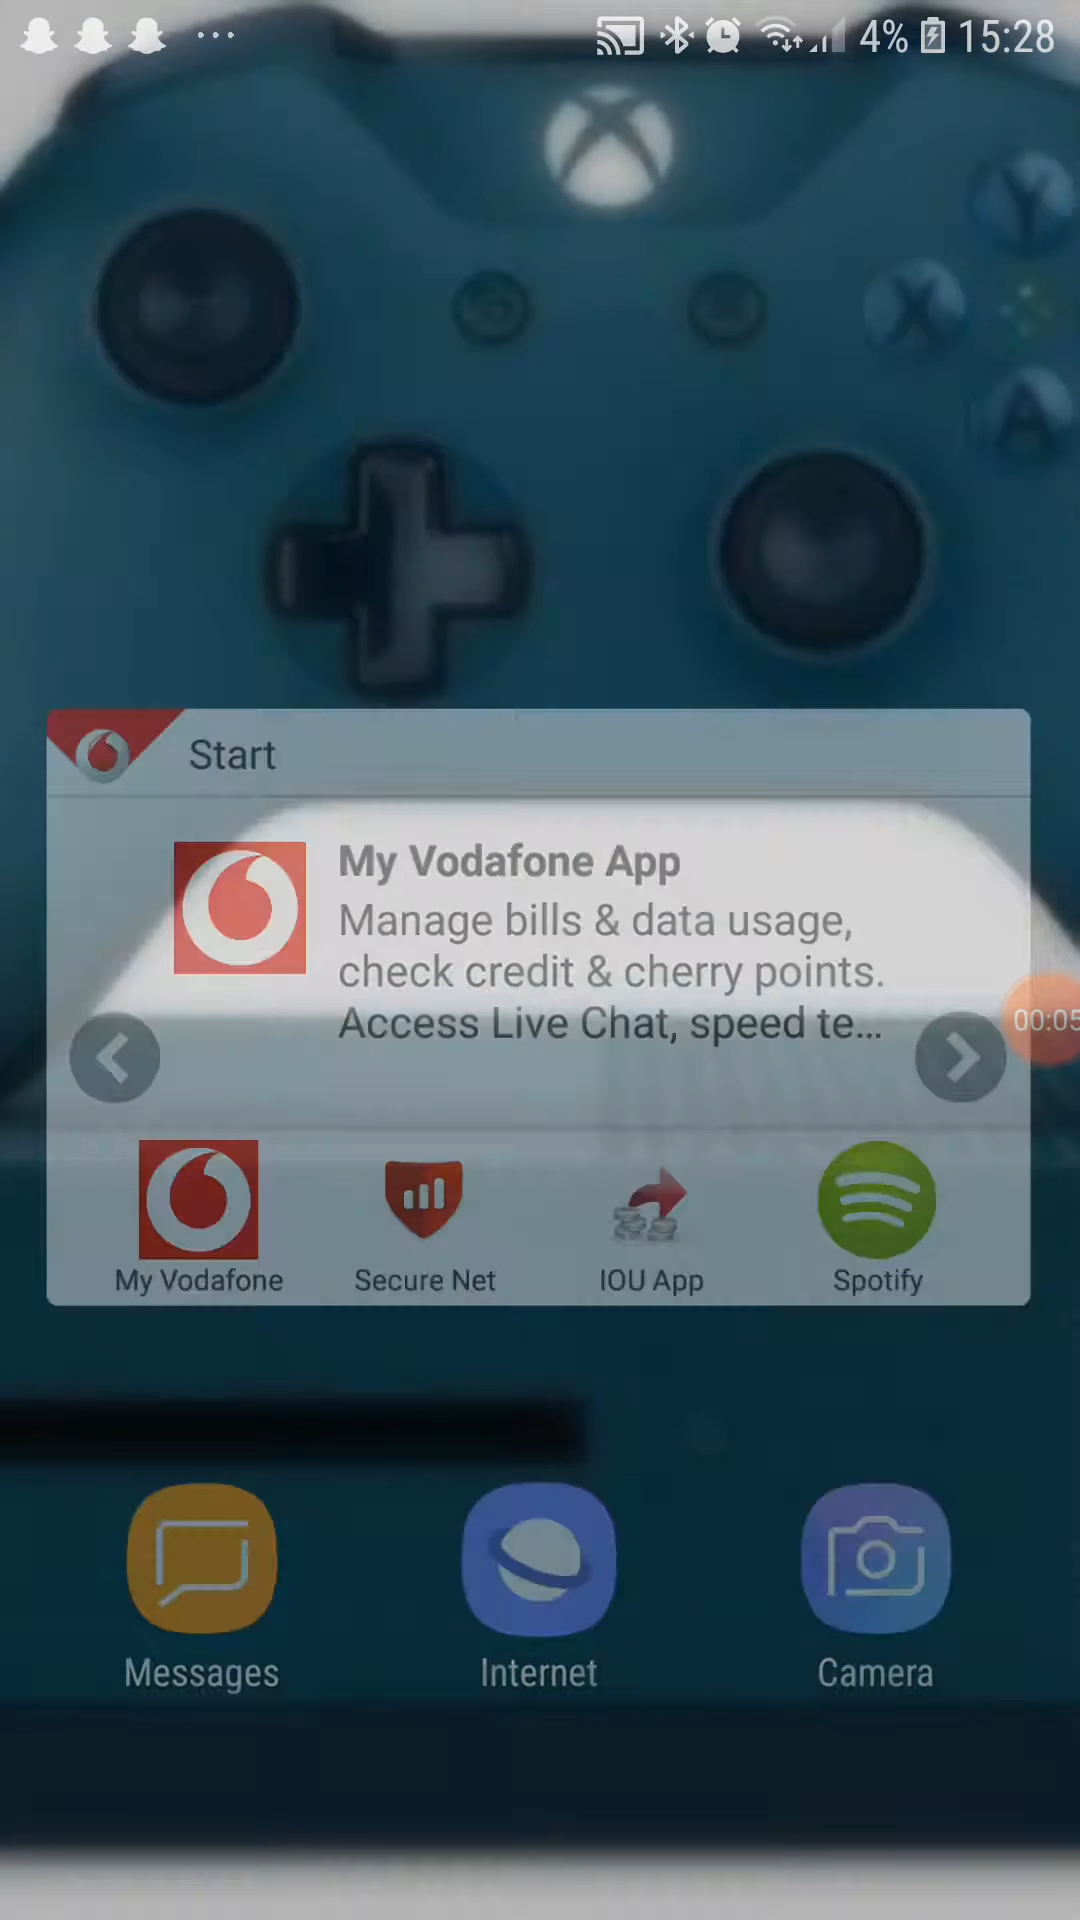 4% 15:28
Y
X
A
Start
My Vodafone App
Manage bills & data usage,
check credit & cherry points.
Access Live Chat, speed te...
00:05
My Vodafone Secure Net IOU App Spotify
Messages Internet Camera